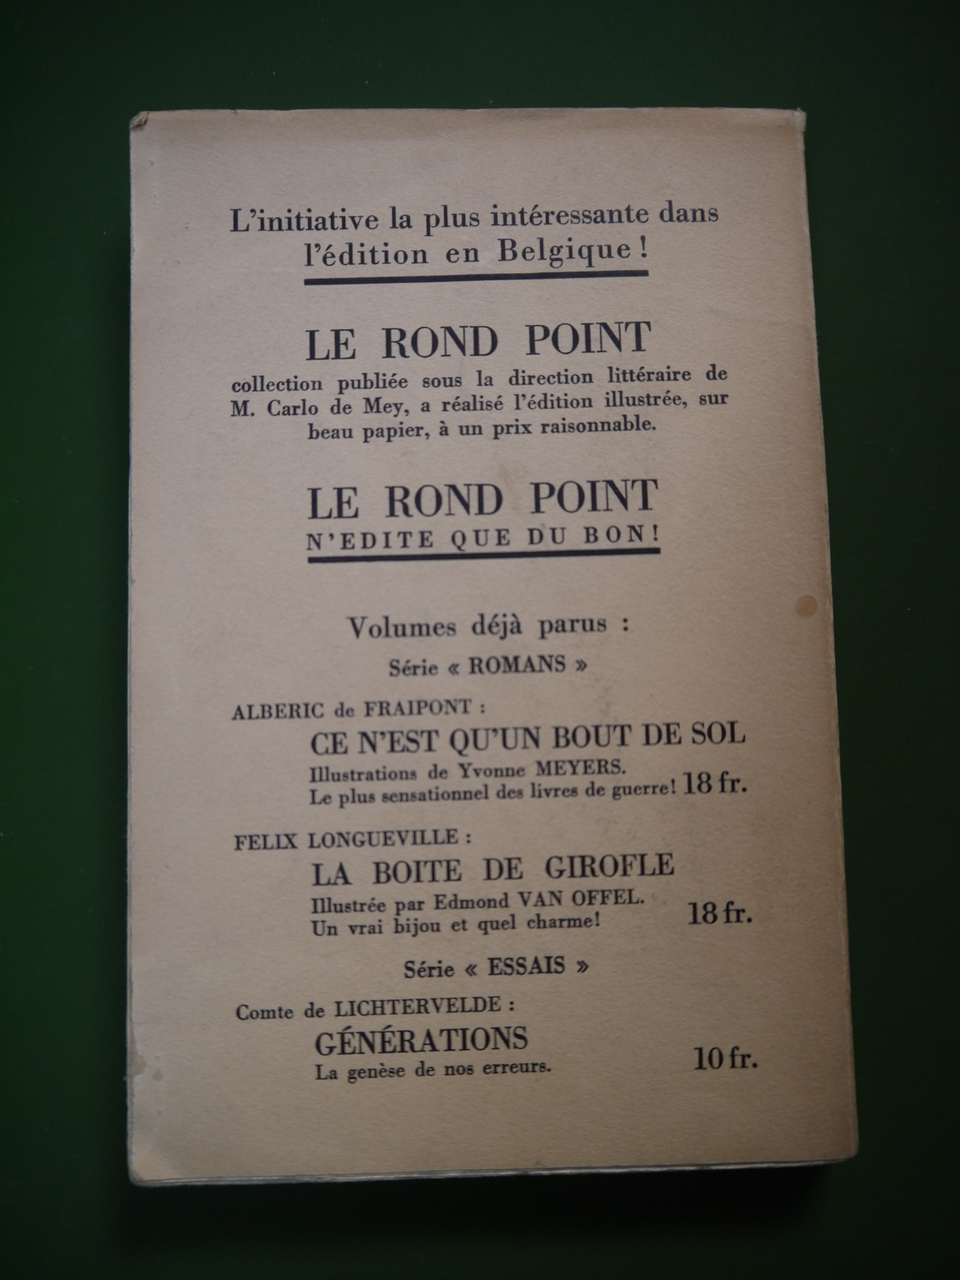 L'initiative la plus intéressante dans
l'édition en Belgique !
LE ROND POINT
collection publiée sous la direction littéraire de
M. Carlo de Mey, a réalisé l'édition illustrée, sur
beau papier, à un prix raisonnable.
LE ROND POINT
N'EDITE QUE DU BON!
Volumes déjà parus :
Série « ROMANS »
ALBERIC de FRAIPONT :
CE N'EST QU'UN BOUT DE SOL
Illustrations de Yvonne MEYERS.
Le plus sensationnel des livres de guerre! 18 fr.
FELIX LONGUEVILLE :
LA BOITE DE GIROFLE
Illustrée par Edmond VAN OFFEL.
Un vrai bijou et quel charme! 18 fr.
Série « ESSAIS »
Comte de LICHTERVELDE :
GÉNÉRATIONS
La genèse de nos erreurs. 10 fr.